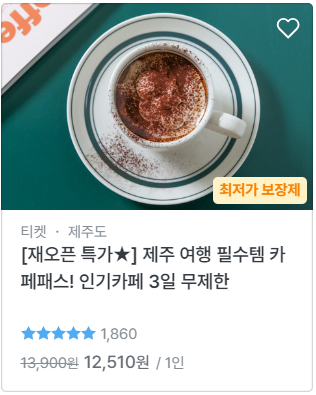 offe
최저가 보장제
티켓 · 제주도
[재오픈 특가★] 제주 여행 필수템 카
페패스! 인기카페 3일 무제한
★★★★★ 1,860
13,900원 12,510원 / 1인